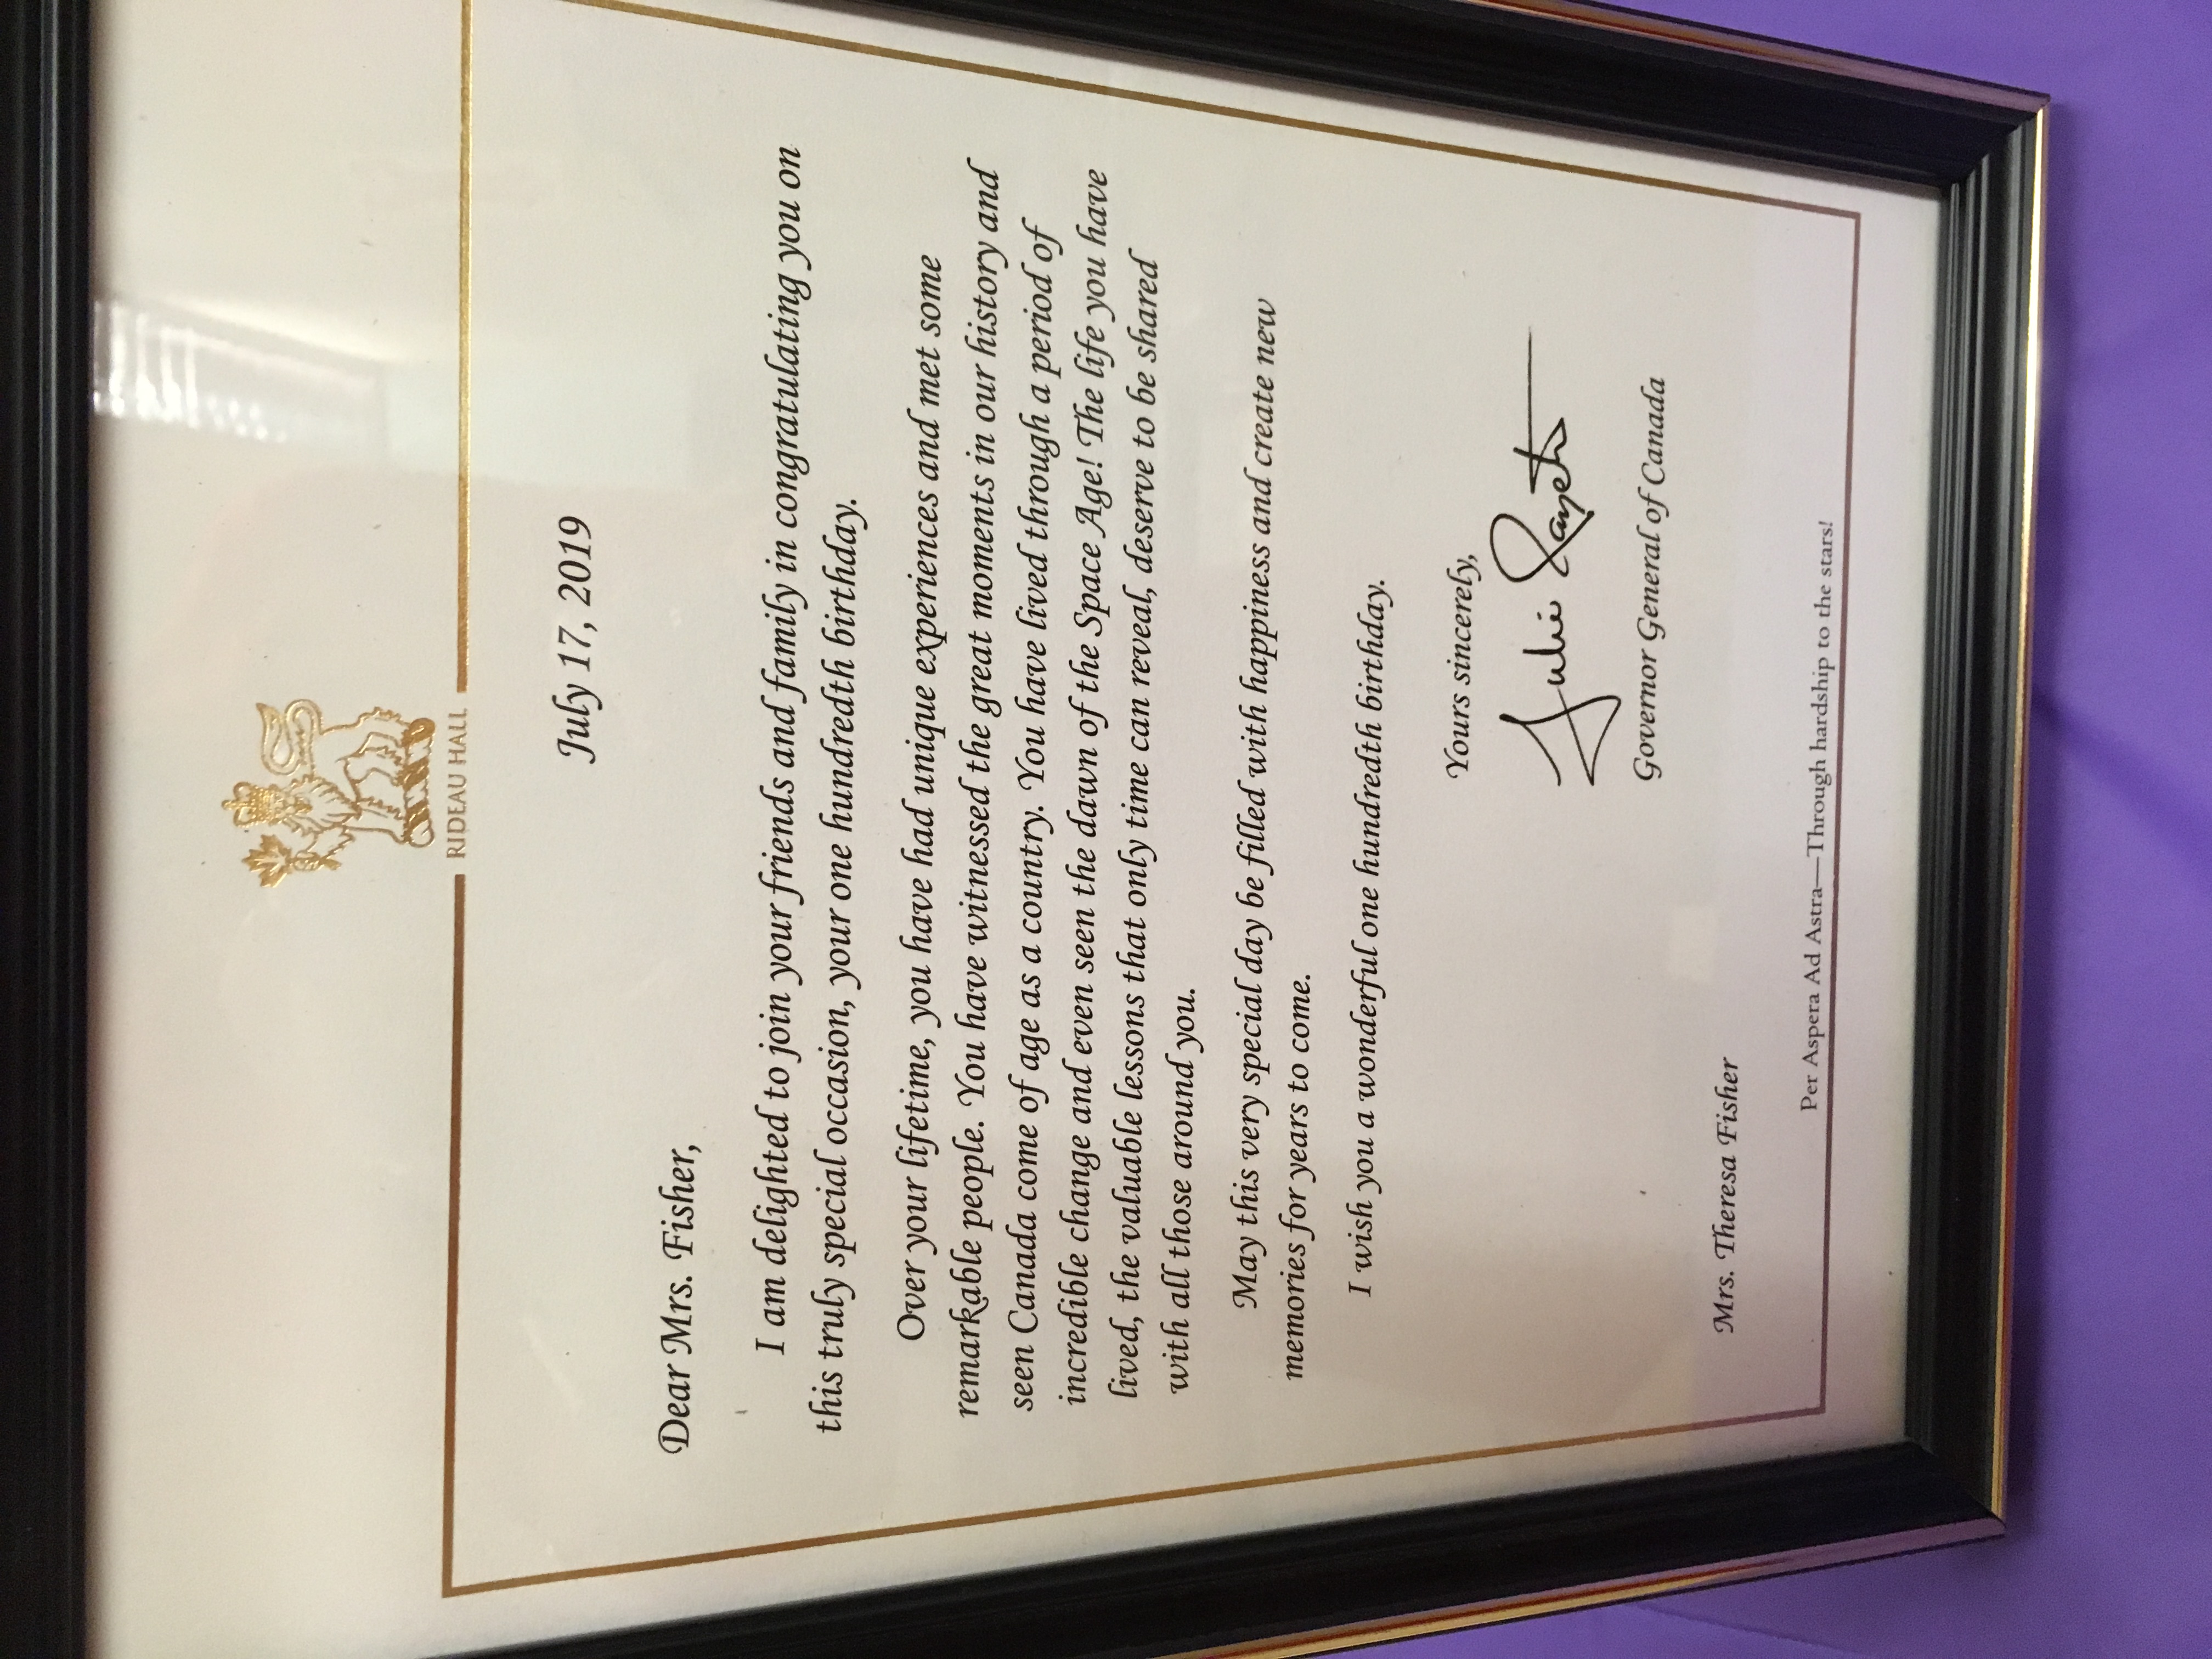 RIDEAU HALL
July 17, 2019
Dear Mrs. Fisher,
I am delighted to join your friends and family in congratulating you on
this truly special occasion, your one hundredth birthday.
Over your lifetime, you have had unique experiences and met some
remarkable people. You have witnessed the great moments in our history and
seen Canada come of age as a country. You have lived through a period of
incredible change and even seen the dawn of the Space Age! The life you have
lived, the valuable lessons that only time can reveal, deserve to be shared
with all those around you.
May this very special day be filled with happiness and create new
memories for years to come.
I wish you a wonderful one hundredth birthday.
Yours sincerely,
Julie Payette
Governor General of Canada
Mrs. Theresa Fisher
Per Aspera Ad Astra—Through hardship to the stars!